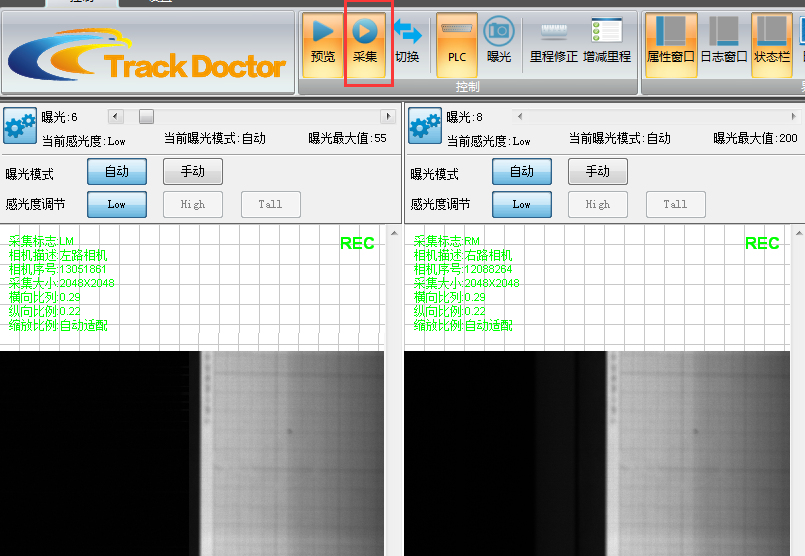 控制
Track Doctor
预览
采集
切换
PLC
曝光
里程修正
增减里程
属性窗口
日志窗口
状态栏
控制
曝光:6
当前感光度:Low
当前曝光模式:自动
曝光最大值:55
曝光模式
自动
手动
感光度调节
Low
High
Tall
采集标志:LM
REC
相机描述:左路相机
相机序号:13051861
采集大小:2048X2048
横向比列:0.29
纵向比例:0.22
缩放比例:自动适配
曝光:8
当前感光度:Low
当前曝光模式:自动
曝光最大值:200
曝光模式
自动
手动
感光度调节
Low
High
Tall
采集标志:RM
REC
相机描述:右路相机
相机序号:12088264
采集大小:2048X2048
横向比列:0.29
纵向比例:0.22
缩放比例:自动适配